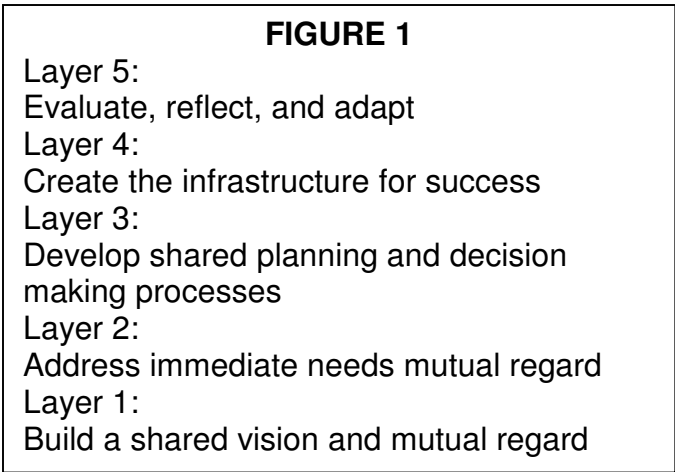 FIGURE 1
Layer 5:
Evaluate, reflect, and adapt
Layer 4:
Create the infrastructure for success
Layer 3:
Develop shared planning and decision
making processes
Layer 2:
Address immediate needs mutual regard
Layer 1:
Build a shared vision and mutual regard